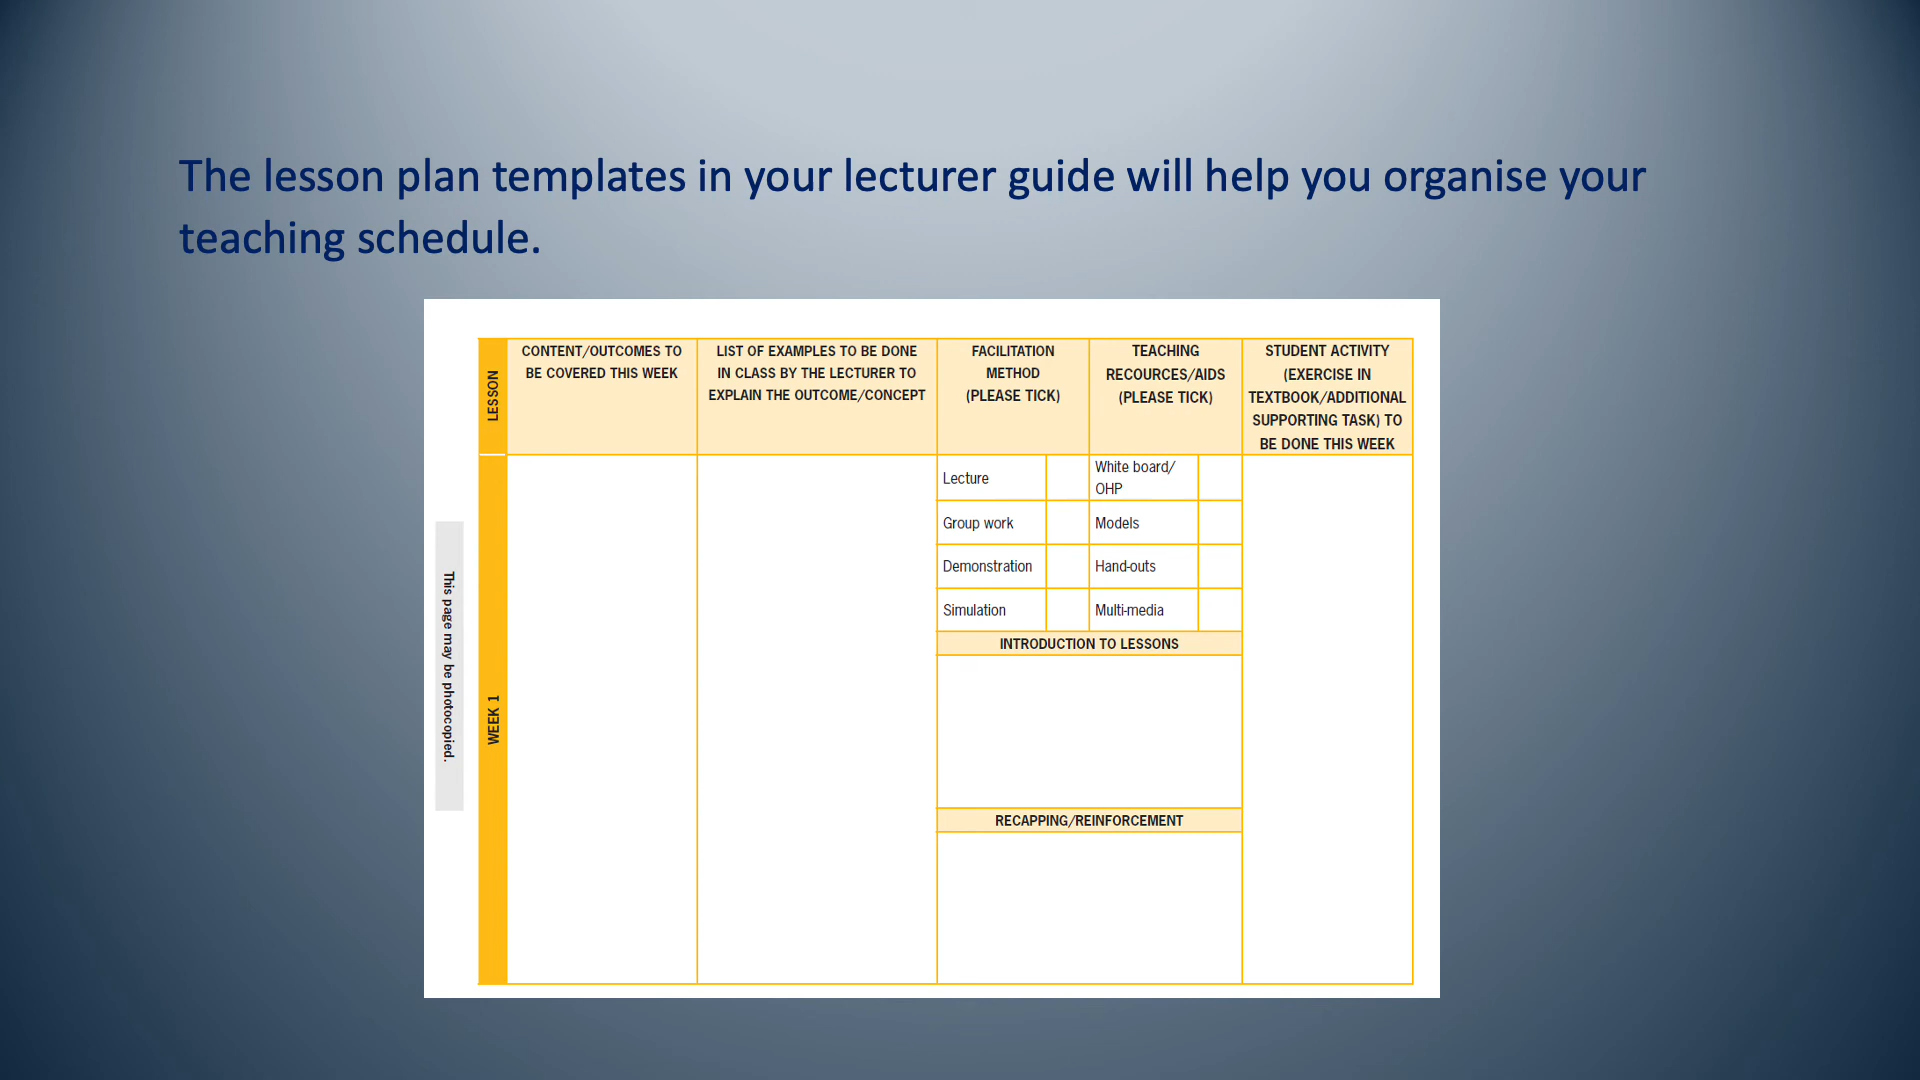 The lesson plan templates in your lecturer guide will help you organise your
teaching schedule.
LESSON
CONTENT/OUTCOMES TO
BE COVERED THIS WEEK
LIST OF EXAMPLES TO BE DONE
IN CLASS BY THE LECTURER TO
EXPLAIN THE OUTCOME/CONCEPT
FACILITATION
METHOD
(PLEASE TICK)
TEACHING
RECOURCES/AIDS
(PLEASE TICK)
STUDENT ACTIVITY
(EXERCISE IN
TEXTBOOK/ADDITIONAL
SUPPORTING TASK) TO
BE DONE THIS WEEK
WEEK 1
Lecture
White board/
OHP
Group work
Models
Demonstration
Hand-outs
Simulation
Multi-media
INTRODUCTION TO LESSONS
RECAPPING/REINFORCEMENT
This page may be photocopied.